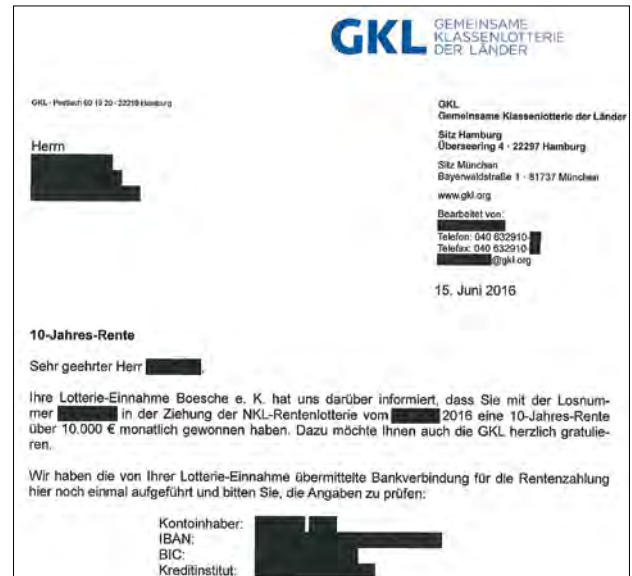 GKL GEMEINSAME
KLASSENLOTTERIE
DER LÄNDER
GKL · Postfach 60 19 20 · 22219 Hamburg
Herrn
GKL
Gemeinsame Klassenlotterie der Länder
Sitz Hamburg
Überseering 4 · 22297 Hamburg
Sitz München
Bayerwaldstraße 1 · 81737 München
www.gkl.org
Bearbeitet von:
Telefon: 040 632910-
Telefax: 040 632910-
@gkl.org
15. Juni 2016
10-Jahres-Rente
Sehr geehrter Herr
Ihre Lotterie-Einnahme Boesche e. K. hat uns darüber informiert, dass Sie mit der Losnum-
mer in der Ziehung der NKL-Rentenlotterie vom 2016 eine 10-Jahres-Rente
über 10.000 € monatlich gewonnen haben. Dazu möchte Ihnen auch die GKL herzlich gratulie-
ren.
Wir haben die von Ihrer Lotterie-Einnahme übermittelte Bankverbindung für die Rentenzahlung
hier noch einmal aufgeführt und bitten Sie, die Angaben zu prüfen:
Kontoinhaber:
IBAN:
BIC:
Kreditinstitut: